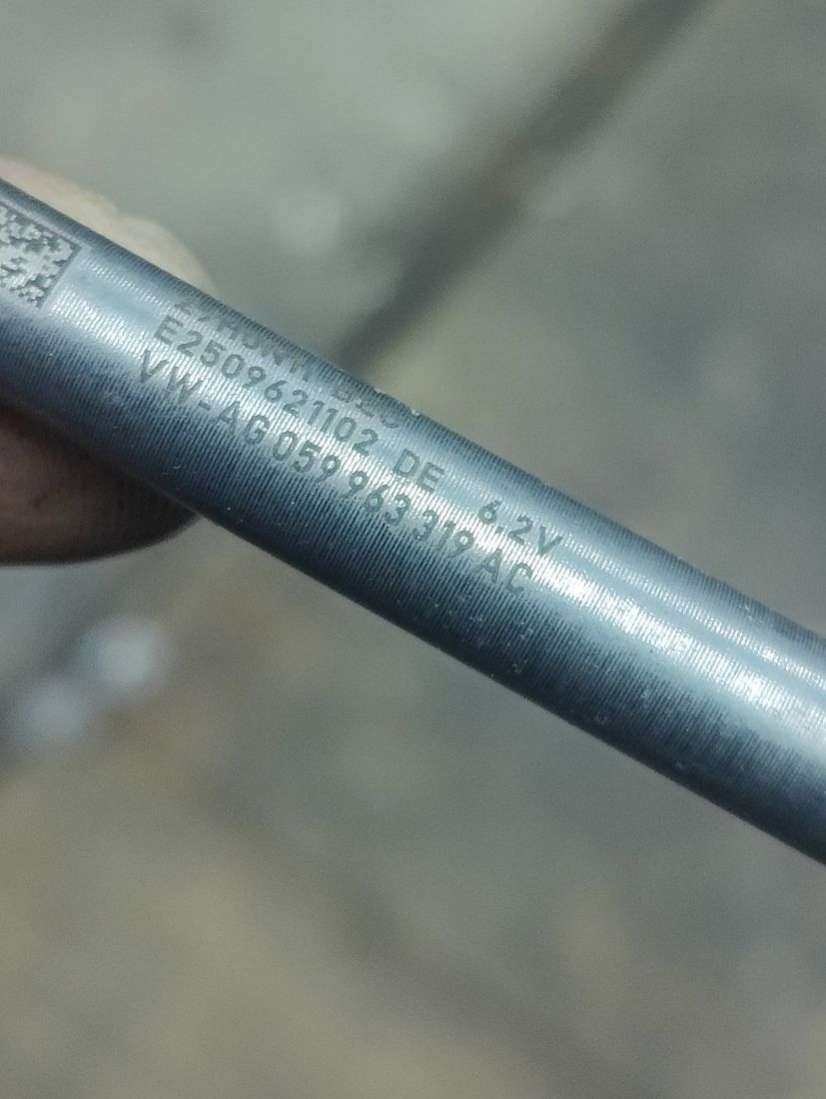 E2509621102 DE 6.2V
VW-AG 059 963 319 AC